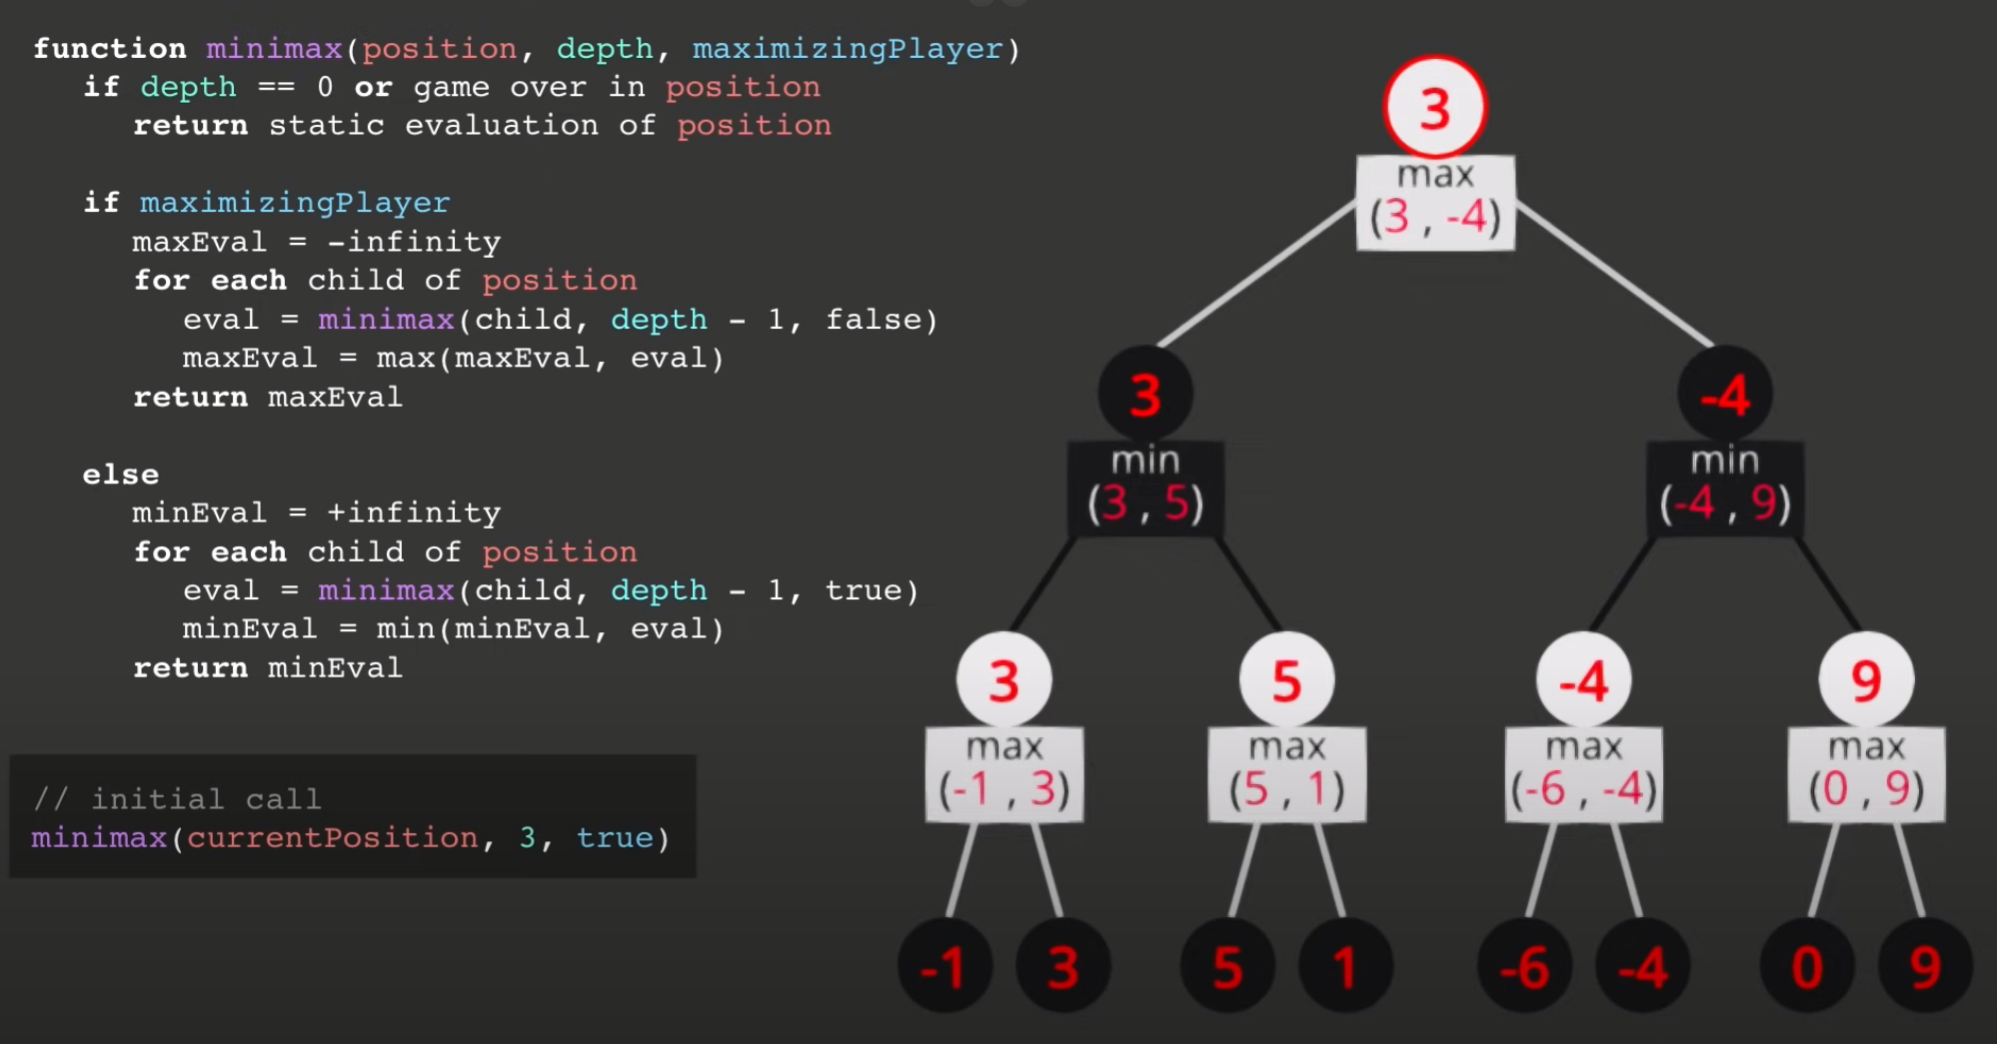 function minimax(position, depth, maximizingPlayer)
if depth == 0 or game over in position
return static evaluation of position
if maximizingPlayer
maxEval = -infinity
for each child of position
eval = minimax(child, depth - 1, false)
maxEval = max(maxEval, eval)
return maxEval
else
minEval = +infinity
for each child of position
eval = minimax(child, depth - 1, true)
minEval = min(minEval, eval)
return minEval
// initial call
minimax(currentPosition, 3, true)
3
max
(3 , -4)
3
-4
min
min
(3 , 5)
(-4 , 9)
3
5
-4
9
max
max
max
max
(-1 , 3)
(5 , 1)
(-6 , -4)
(0 , 9)
-1
3
5
1
-6
-4
0
9